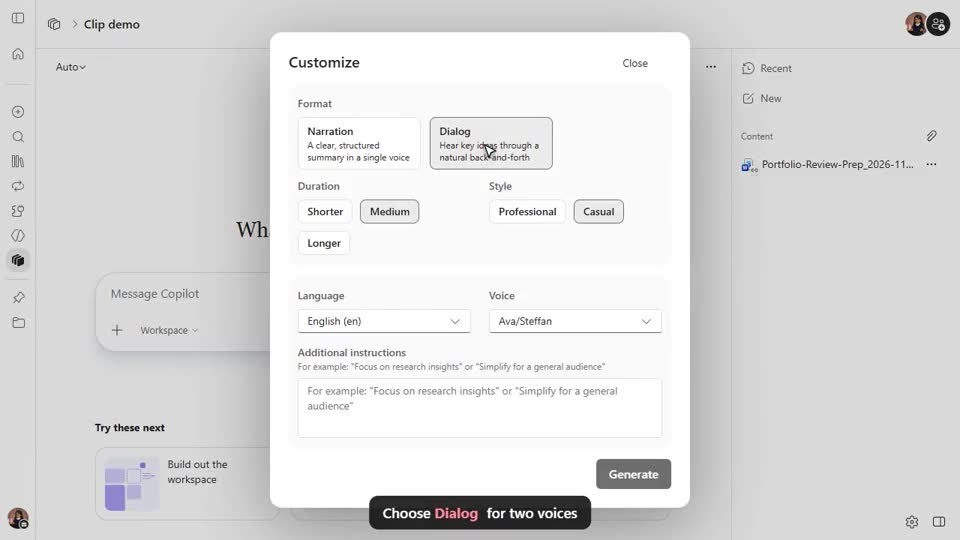 Clip demo
Auto
Customize
Close
Recent
New
Format
Content
Narration
A clear, structured
summary in a single voice
Dialog
Hear key ideas through a
natural back-and-forth
Portfolio-Review-Prep_2026-11...
Duration
Style
Shorter
Medium
Professional
Casual
Longer
Message Copilot
Workspace
Language
Voice
English (en)
Ava/Steffan
Additional instructions
For example: "Focus on research insights" or "Simplify for a general audience"
For example: "Focus on research insights" or "Simplify for a general
audience"
Try these next
Build out the
workspace
Generate
Choose Dialog for two voices